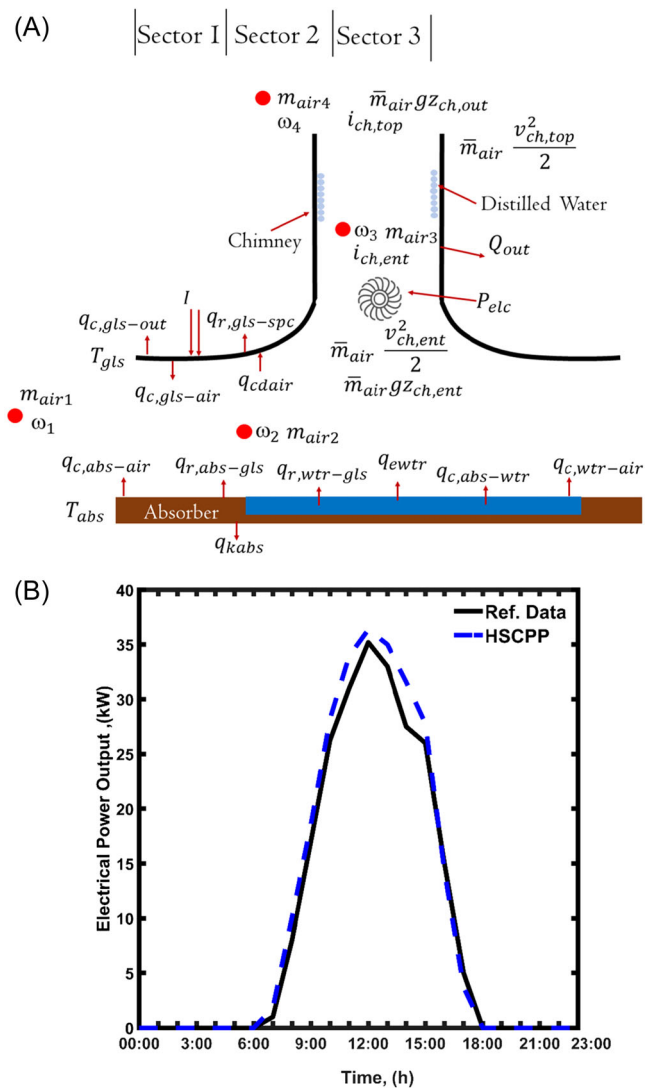 (A)
Sector 1
Sector 2
Sector 3
m_air4
ω_4
m̅_air gz_ch,out
i_ch,top
m̅_air v²_ch,top / 2
Distilled Water
Chimney
ω_3 m_air3
i_ch,ent
Q_out
P_elc
I
q_c,gls−out
q_r,gls−spc
T_gls
q_c,gls−air
q_cdair
m̅_air v²_ch,ent / 2
m̅_air gz_ch,ent
m_air1
ω_1
ω_2 m_air2
q_c,abs−air
q_r,abs−gls
q_r,wtr−gls
q_ewtr
q_c,abs−wtr
q_c,wtr−air
T_abs
Absorber
q_kabs
(B)
Electrical Power Output ,(kW)
40
35
30
25
20
15
10
5
0
Ref. Data
HSCPP
00:00 3:00 6:00 9:00 12:00 15:00 18:00 21:00 23:00
Time, (h)